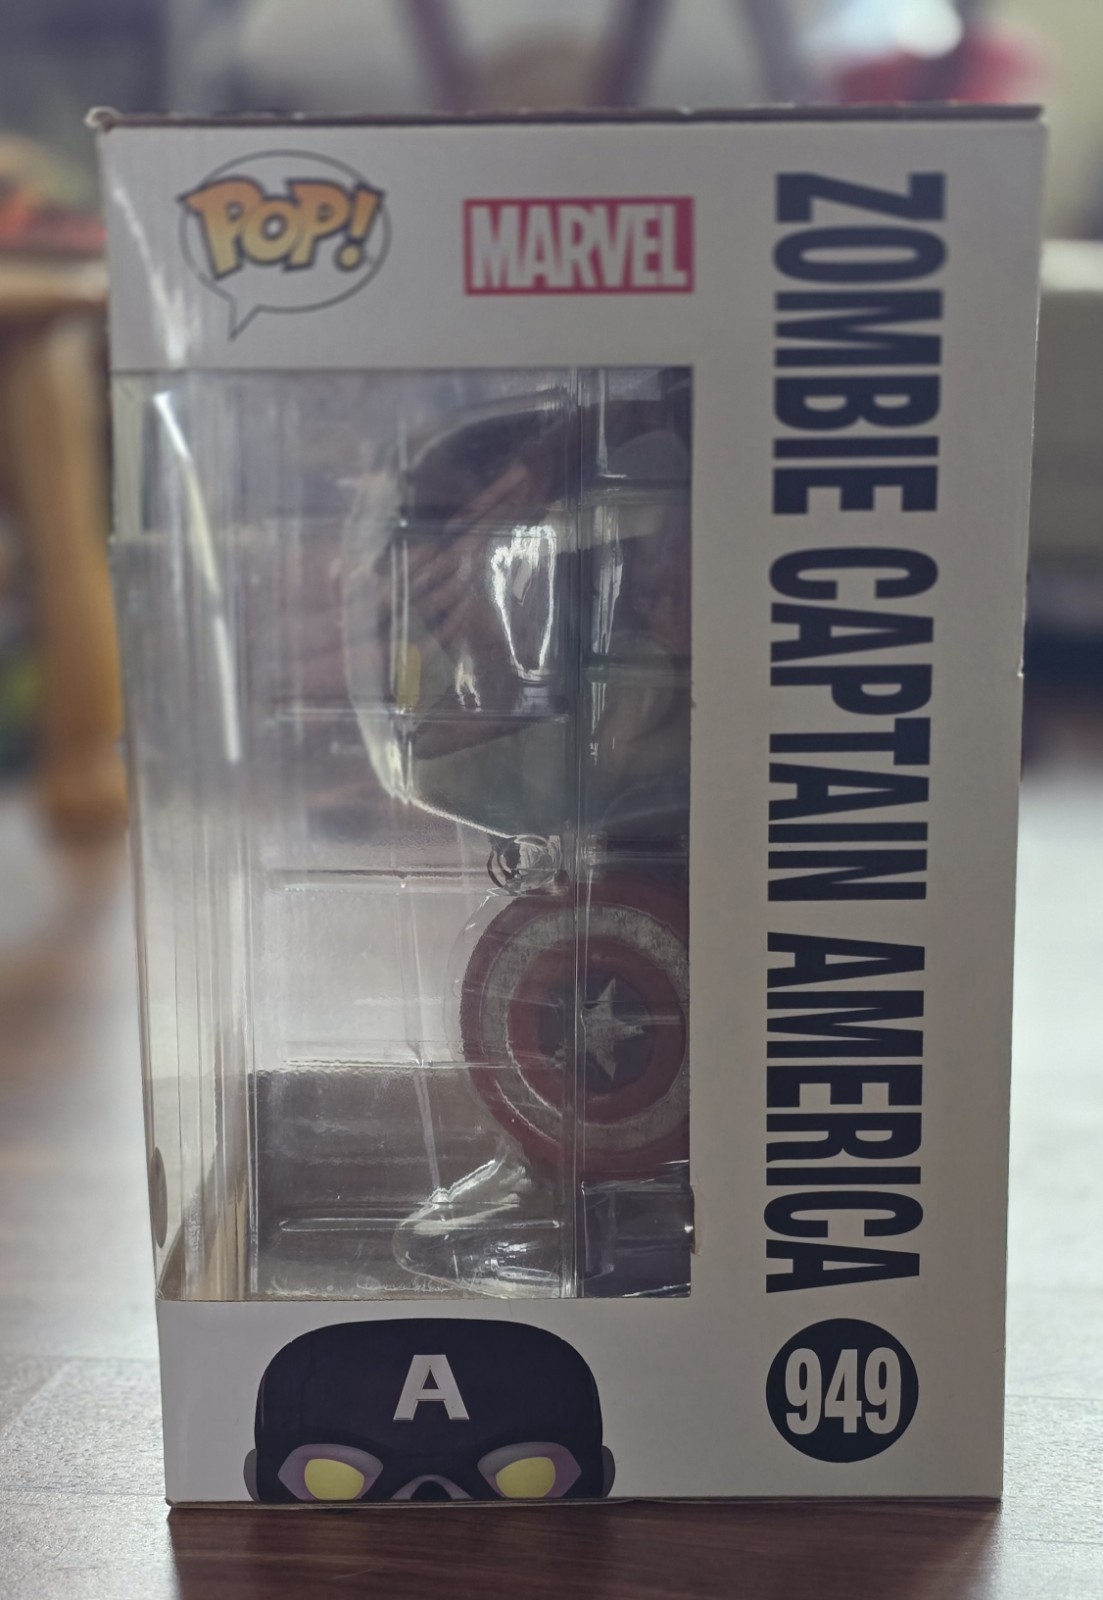 POP!
MARVEL
ZOMBIE CAPTAIN AMERICA
949
A